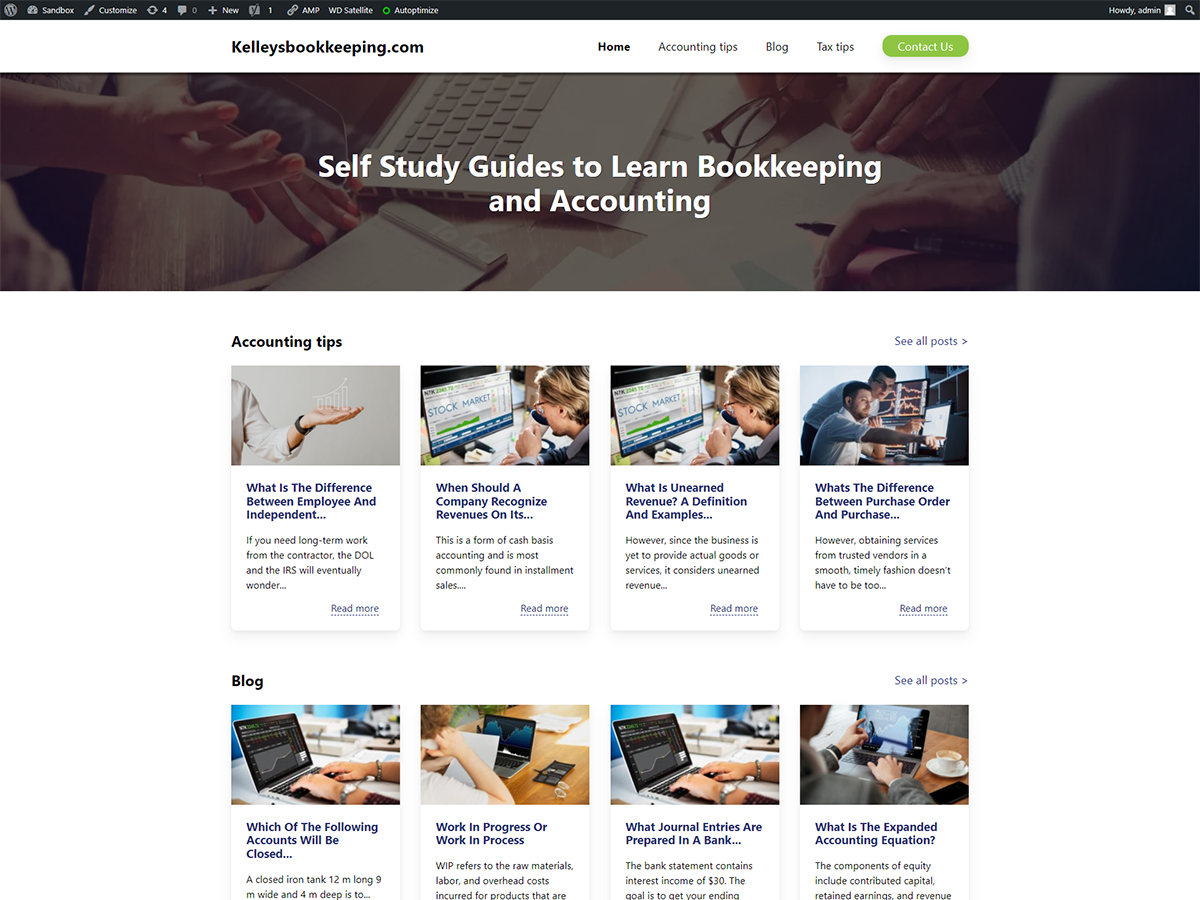 Sandbox Customize 4 0 New 1 AMP WD Satellite Autoptimize Howdy, admin
Kelleysbookkeeping.com
Home Accounting tips Blog Tax tips Contact Us
Self Study Guides to Learn Bookkeeping
and Accounting
Accounting tips
See all posts >
STOCK MARKET
STOCK MARKET
What Is The Difference
Between Employee And
Independent...
If you need long-term work
from the contractor, the DOL
and the IRS will eventually
wonder...
Read more
When Should A
Company Recognize
Revenues On Its...
This is a form of cash basis
accounting and is most
commonly found in installment
sales....
Read more
What Is Unearned
Revenue? A Definition
And Examples...
However, since the business is
yet to provide actual goods or
services, it considers unearned
revenue...
Read more
Whats The Difference
Between Purchase Order
And Purchase...
However, obtaining services
from trusted vendors in a
smooth, timely fashion doesn't
have to be too...
Read more
Blog
See all posts >
Which Of The Following
Accounts Will Be
Closed...
A closed iron tank 12 m long 9
m wide and 4 m deep is to...
Work In Progress Or
Work In Process
WIP refers to the raw materials,
labor, and overhead costs
incurred for products that are
What Journal Entries Are
Prepared In A Bank...
The bank statement contains
interest income of $30. The
goal is to get your ending
What Is The Expanded
Accounting Equation?
The components of equity
include contributed capital,
retained earnings, and revenue